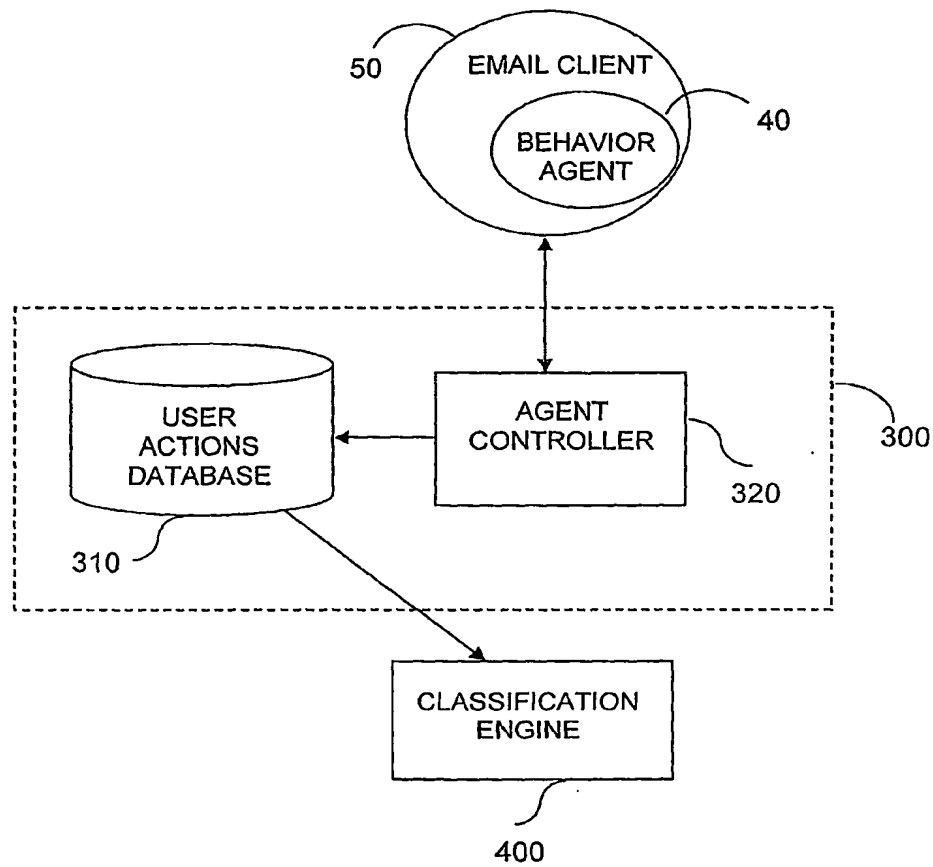 50
EMAIL CLIENT
40
BEHAVIOR
AGENT
USER
ACTIONS
DATABASE
AGENT
CONTROLLER
300
320
310
CLASSIFICATION
ENGINE
400